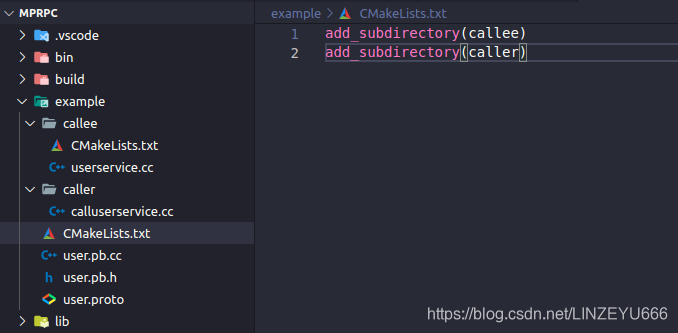 MPRPC
.vscode
bin
build
example
callee
CMakeLists.txt
C++ userservice.cc
caller
C++ calluserservice.cc
CMakeLists.txt
C++ user.pb.cc
h user.pb.h
user.proto
lib
example > CMakeLists.txt
1 add_subdirectory(callee)
2 add_subdirectory(caller)
https://blog.csdn.net/LINZEYU666